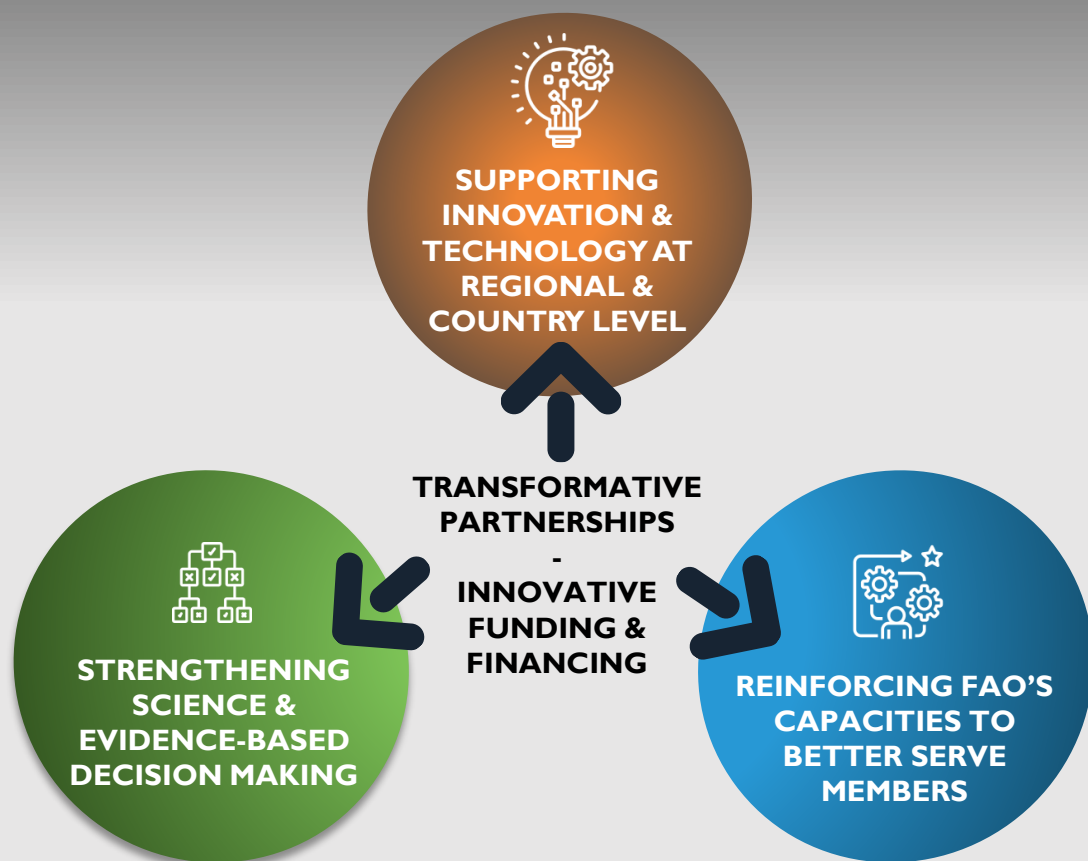 SUPPORTING
INNOVATION &
TECHNOLOGY AT
REGIONAL &
COUNTRY LEVEL
TRANSFORMATIVE
PARTNERSHIPS
-
INNOVATIVE
FUNDING &
FINANCING
STRENGTHENING
SCIENCE &
EVIDENCE-BASED
DECISION MAKING
REINFORCING FAO’S
CAPACITIES TO
BETTER SERVE
MEMBERS